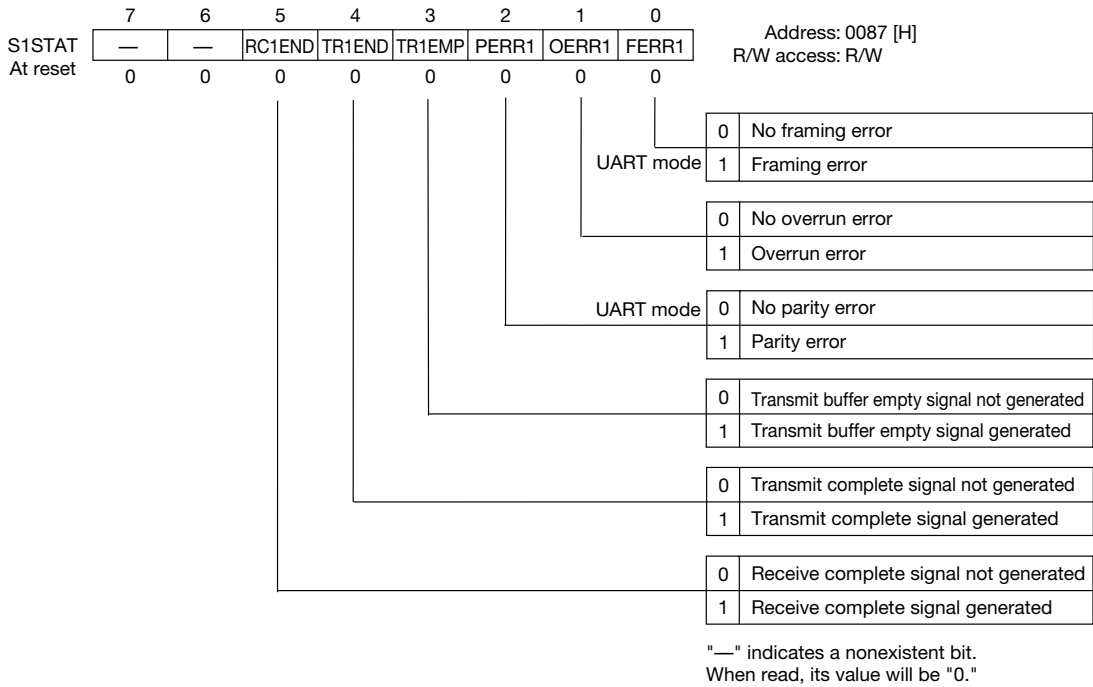 7 6 5 4 3 2 1 0
S1STAT — — RC1END TR1END TR1EMP PERR1 OERR1 FERR1
At reset 0 0 0 0 0 0 0 0
Address: 0087 [H]
R/W access: R/W
UART mode
0 No framing error
1 Framing error
0 No overrun error
1 Overrun error
UART mode
0 No parity error
1 Parity error
0 Transmit buffer empty signal not generated
1 Transmit buffer empty signal generated
0 Transmit complete signal not generated
1 Transmit complete signal generated
0 Receive complete signal not generated
1 Receive complete signal generated
"—" indicates a nonexistent bit.
When read, its value will be "0."